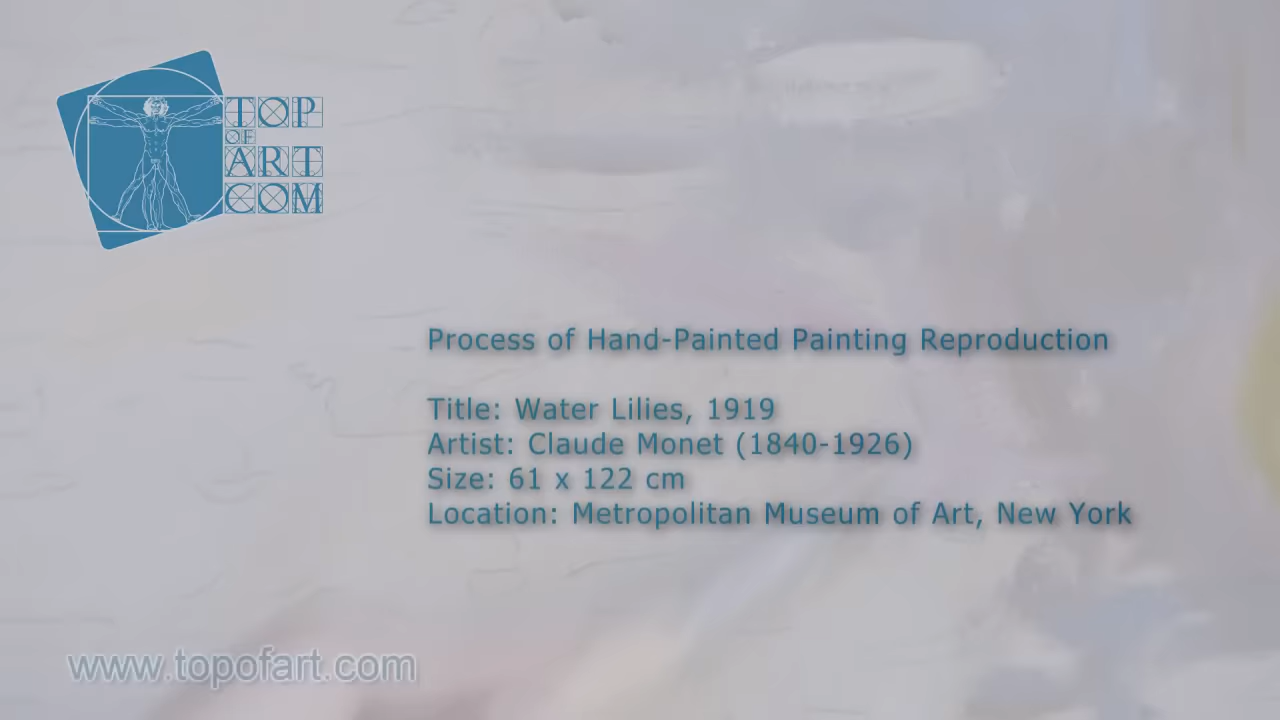 TOP
OF
ART
COM
Process of Hand-Painted Painting Reproduction
Title: Water Lilies, 1919
Artist: Claude Monet (1840-1926)
Size: 61 x 122 cm
Location: Metropolitan Museum of Art, New York
www.topofart.com